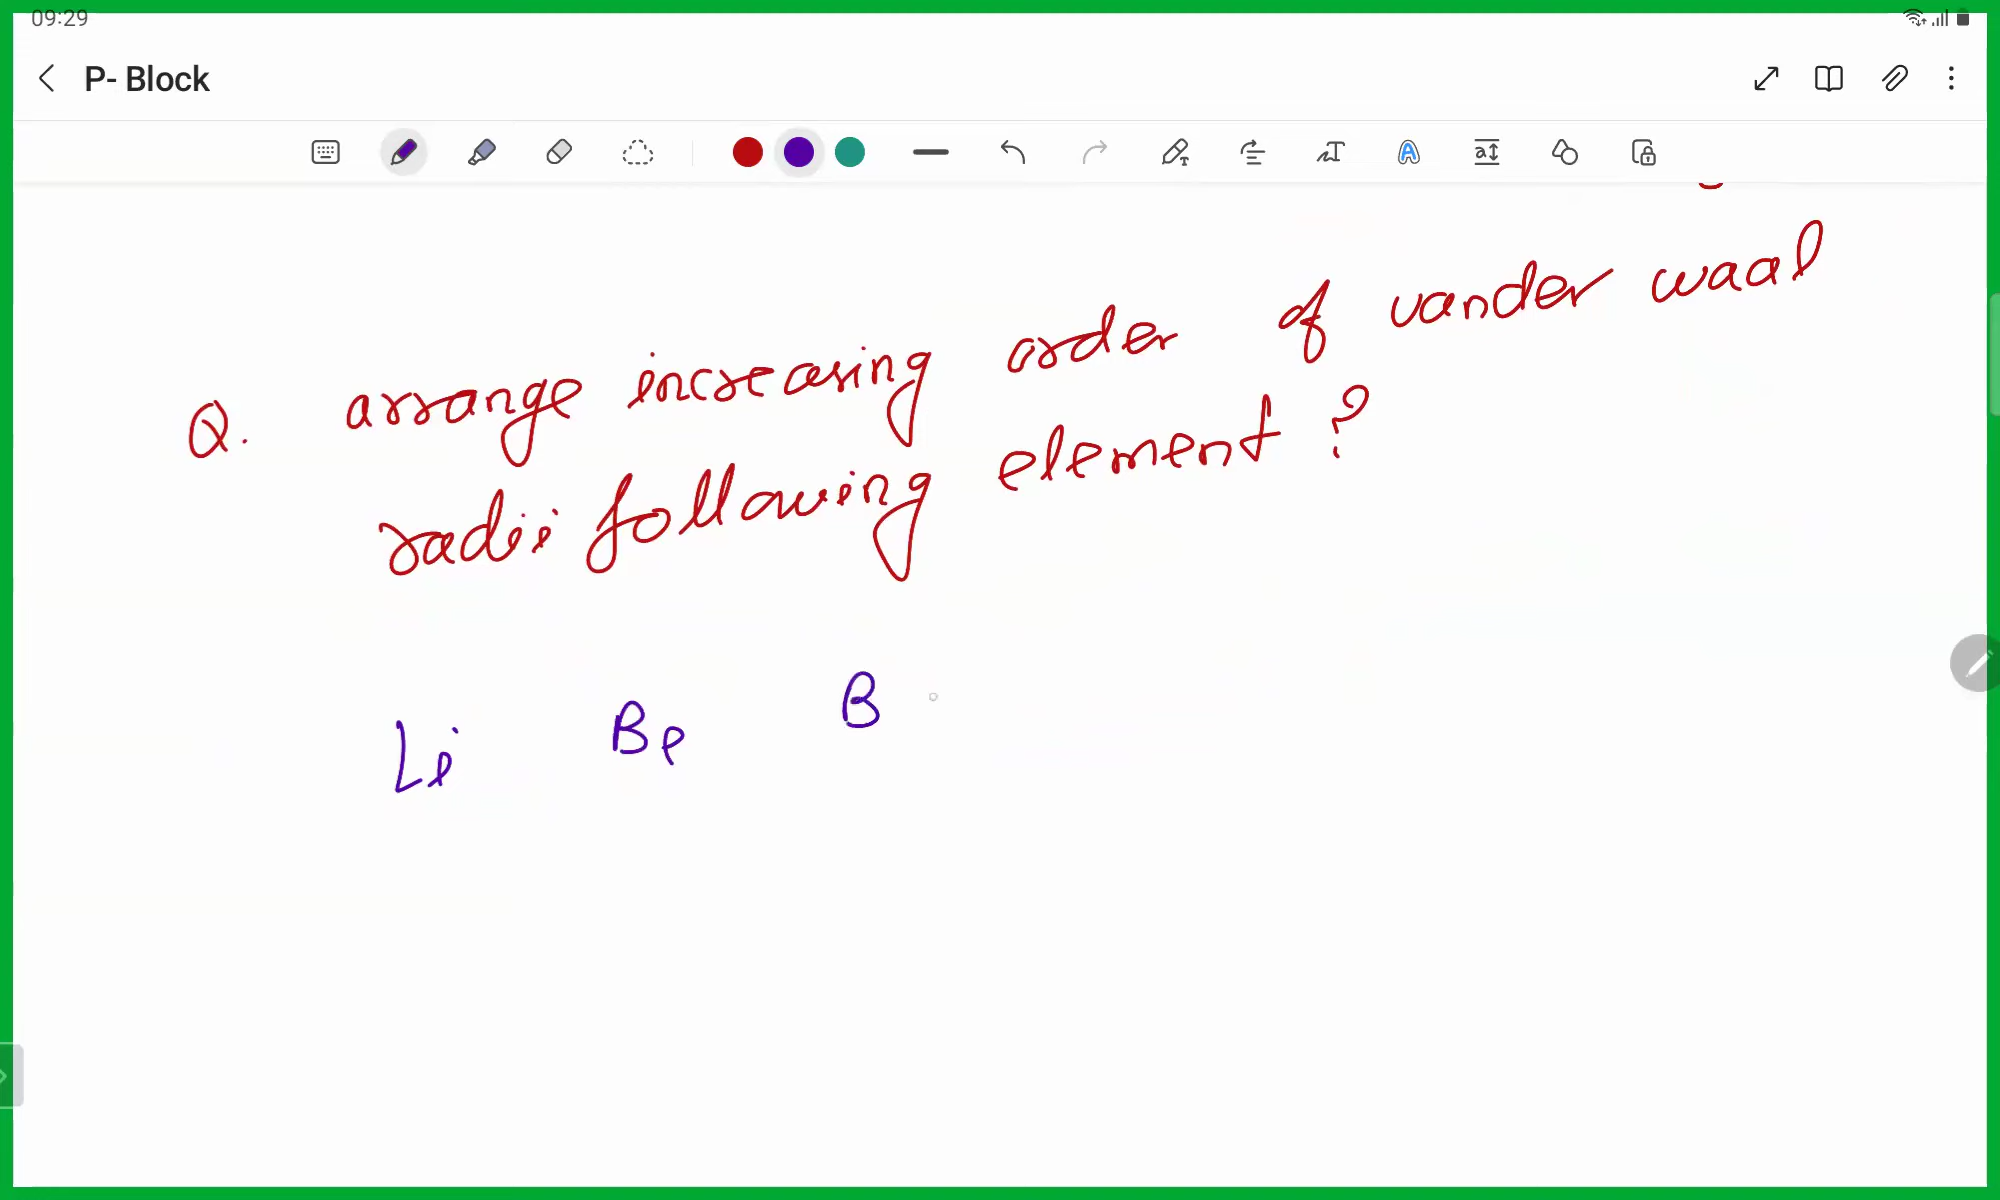 09:29
P- Block
Q. arrange increasing order of vander waal
radii following element ?
Li Be B